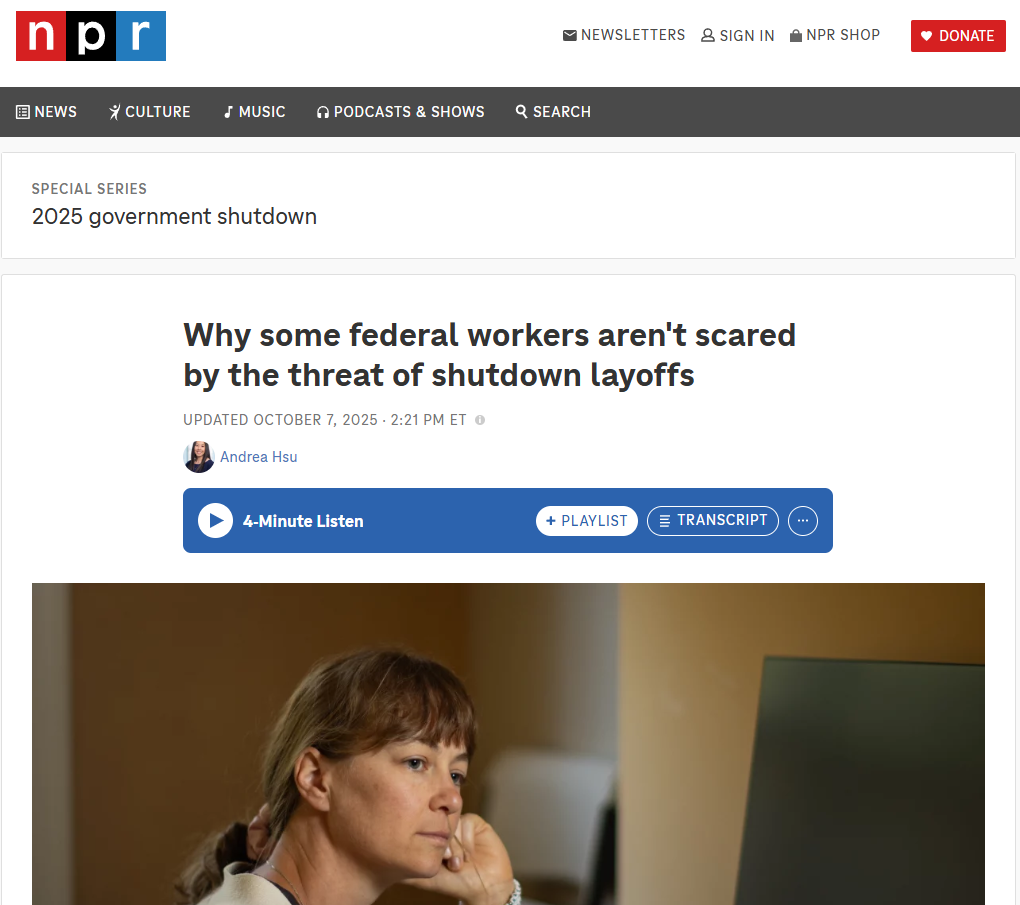 npr
NEWSLETTERS SIGN IN NPR SHOP DONATE
NEWS CULTURE MUSIC PODCASTS & SHOWS SEARCH
SPECIAL SERIES
2025 government shutdown
Why some federal workers aren't scared
by the threat of shutdown layoffs
UPDATED OCTOBER 7, 2025 · 2:21 PM ET
Andrea Hsu
4-Minute Listen + PLAYLIST TRANSCRIPT ···